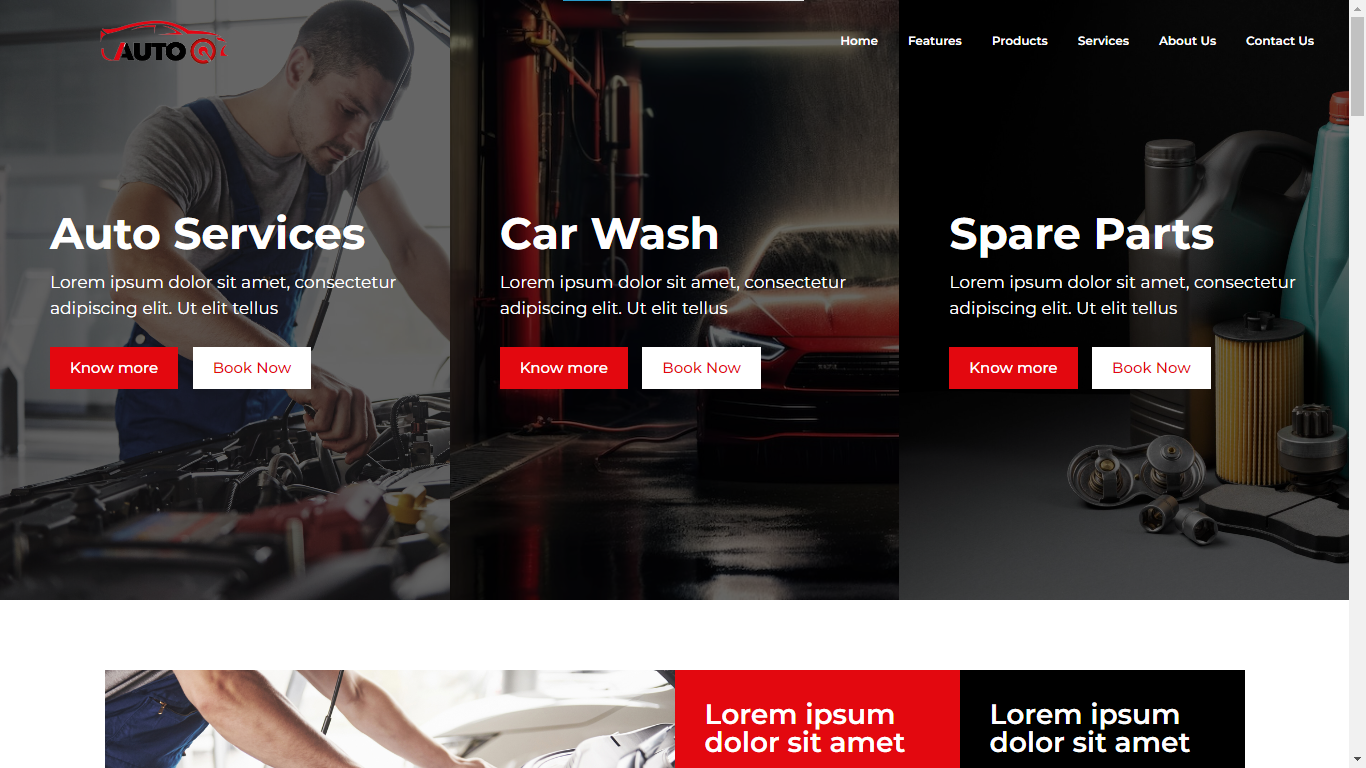 AUTO Q
Home Features Products Services About Us Contact Us
Auto Services
Lorem ipsum dolor sit amet, consectetur
adipiscing elit. Ut elit tellus
Know more Book Now
Car Wash
Lorem ipsum dolor sit amet, consectetur
adipiscing elit. Ut elit tellus
Know more Book Now
Spare Parts
Lorem ipsum dolor sit amet, consectetur
adipiscing elit. Ut elit tellus
Know more Book Now
Lorem ipsum
dolor sit amet
Lorem ipsum
dolor sit amet